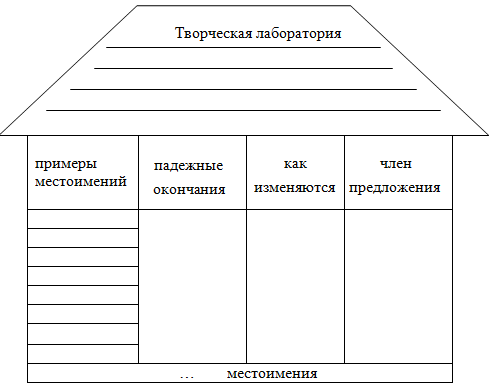 Творческая лаборатория
примеры
местоимений
падежные
окончания
как
изменяются
член
предложения
… местоимения